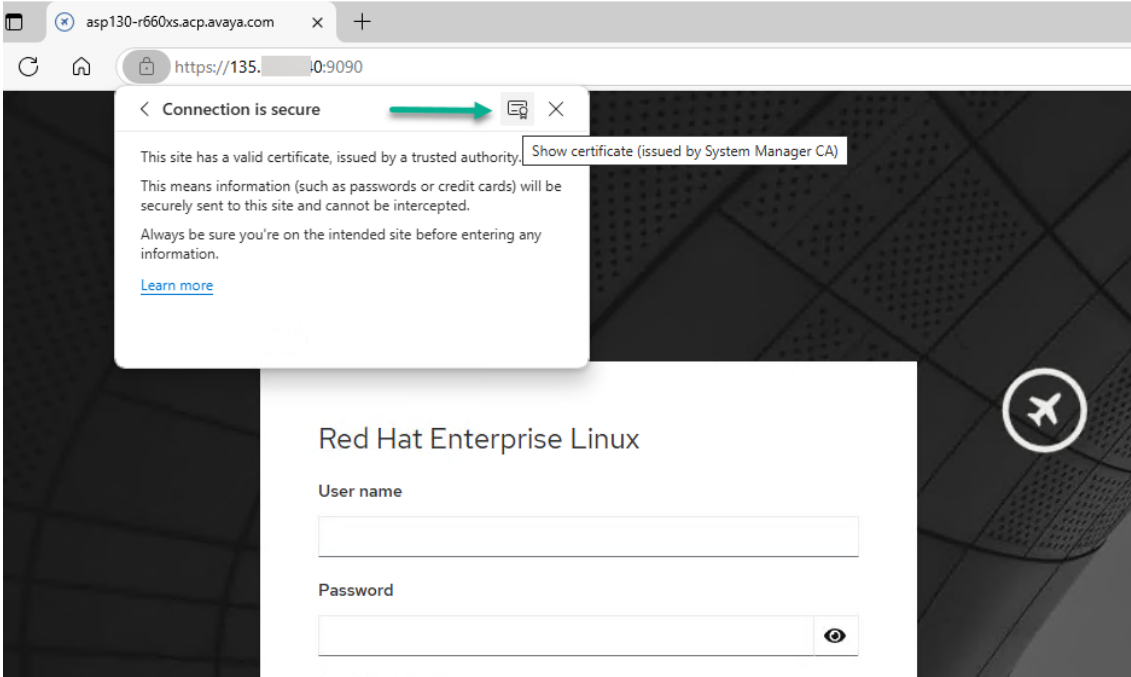 asp130-r660xs.acp.avaya.com
https://135. 40:9090
Connection is secure
This site has a valid certificate, issued by a trusted authority.
Show certificate (issued by System Manager CA)
This means information (such as passwords or credit cards) will be
securely sent to this site and cannot be intercepted.
Always be sure you're on the intended site before entering any
information.
Learn more
Red Hat Enterprise Linux
User name
Password